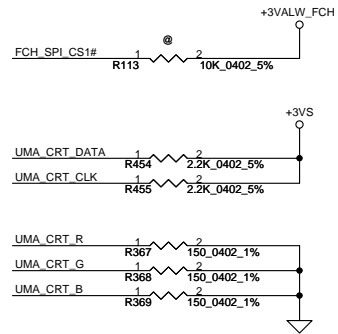 +3VALW_FCH
@
FCH_SPI_CS1# 1 2
R113 10K_0402_5%
+3VS
UMA_CRT_DATA 1 2
R454 2.2K_0402_5%
UMA_CRT_CLK 1 2
R455 2.2K_0402_5%
UMA_CRT_R 1 2
R367 150_0402_1%
UMA_CRT_G 1 2
R368 150_0402_1%
UMA_CRT_B 1 2
R369 150_0402_1%